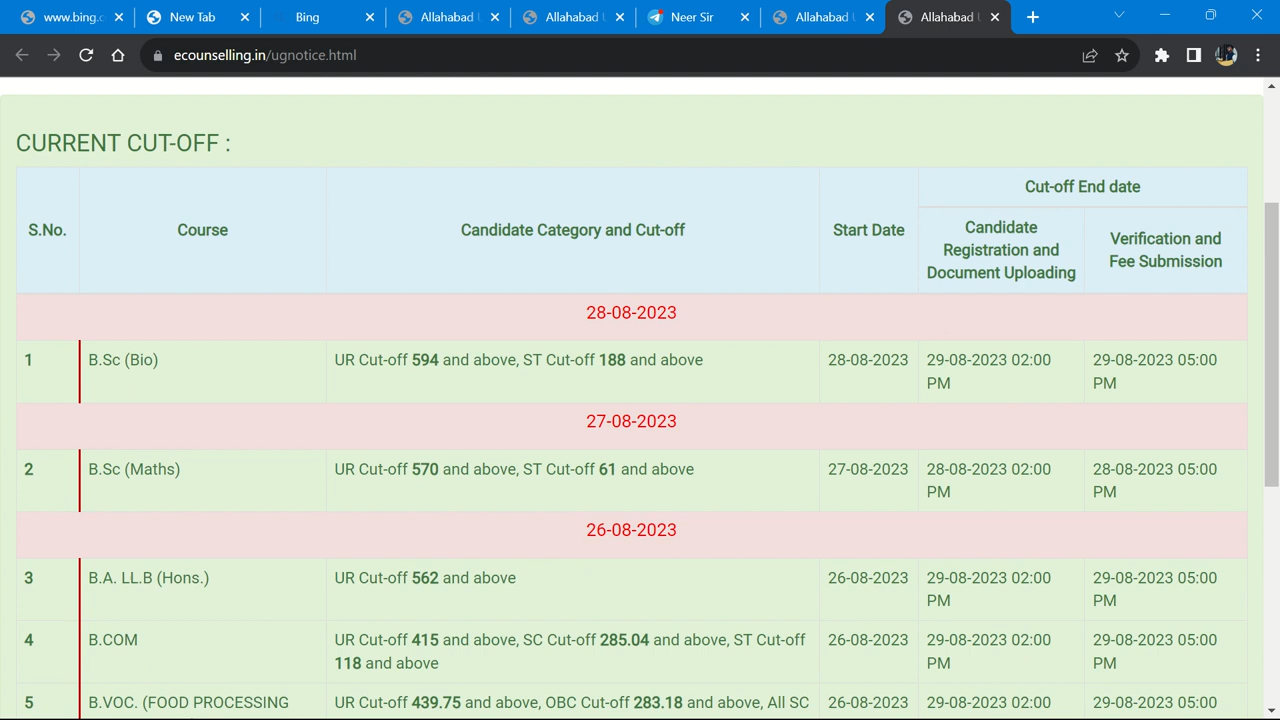 www.bing.c
New Tab
Bing
Allahabad U
Allahabad U
Neer Sir
Allahabad U
Allahabad U
ecounselling.in/ugnotice.html
CURRENT CUT-OFF :
S.No.
Course
Candidate Category and Cut-off
Start Date
Cut-off End date
Candidate
Registration and
Document Uploading
Verification and
Fee Submission
28-08-2023
1 B.Sc (Bio) UR Cut-off 594 and above, ST Cut-off 188 and above 28-08-2023 29-08-2023 02:00 29-08-2023 05:00
PM PM
27-08-2023
2 B.Sc (Maths) UR Cut-off 570 and above, ST Cut-off 61 and above 27-08-2023 28-08-2023 02:00 28-08-2023 05:00
PM PM
26-08-2023
3 B.A. LL.B (Hons.) UR Cut-off 562 and above 26-08-2023 29-08-2023 02:00 29-08-2023 05:00
PM PM
4 B.COM UR Cut-off 415 and above, SC Cut-off 285.04 and above, ST Cut-off 26-08-2023 29-08-2023 02:00 29-08-2023 05:00
118 and above PM PM
5 B.VOC. (FOOD PROCESSING UR Cut-off 439.75 and above, OBC Cut-off 283.18 and above, All SC 26-08-2023 29-08-2023 02:00 29-08-2023 05:00